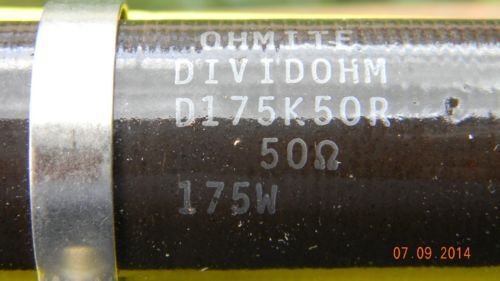 OHMITE
DIVIDOHM
D175K50R
50Ω
175W
07.09.2014